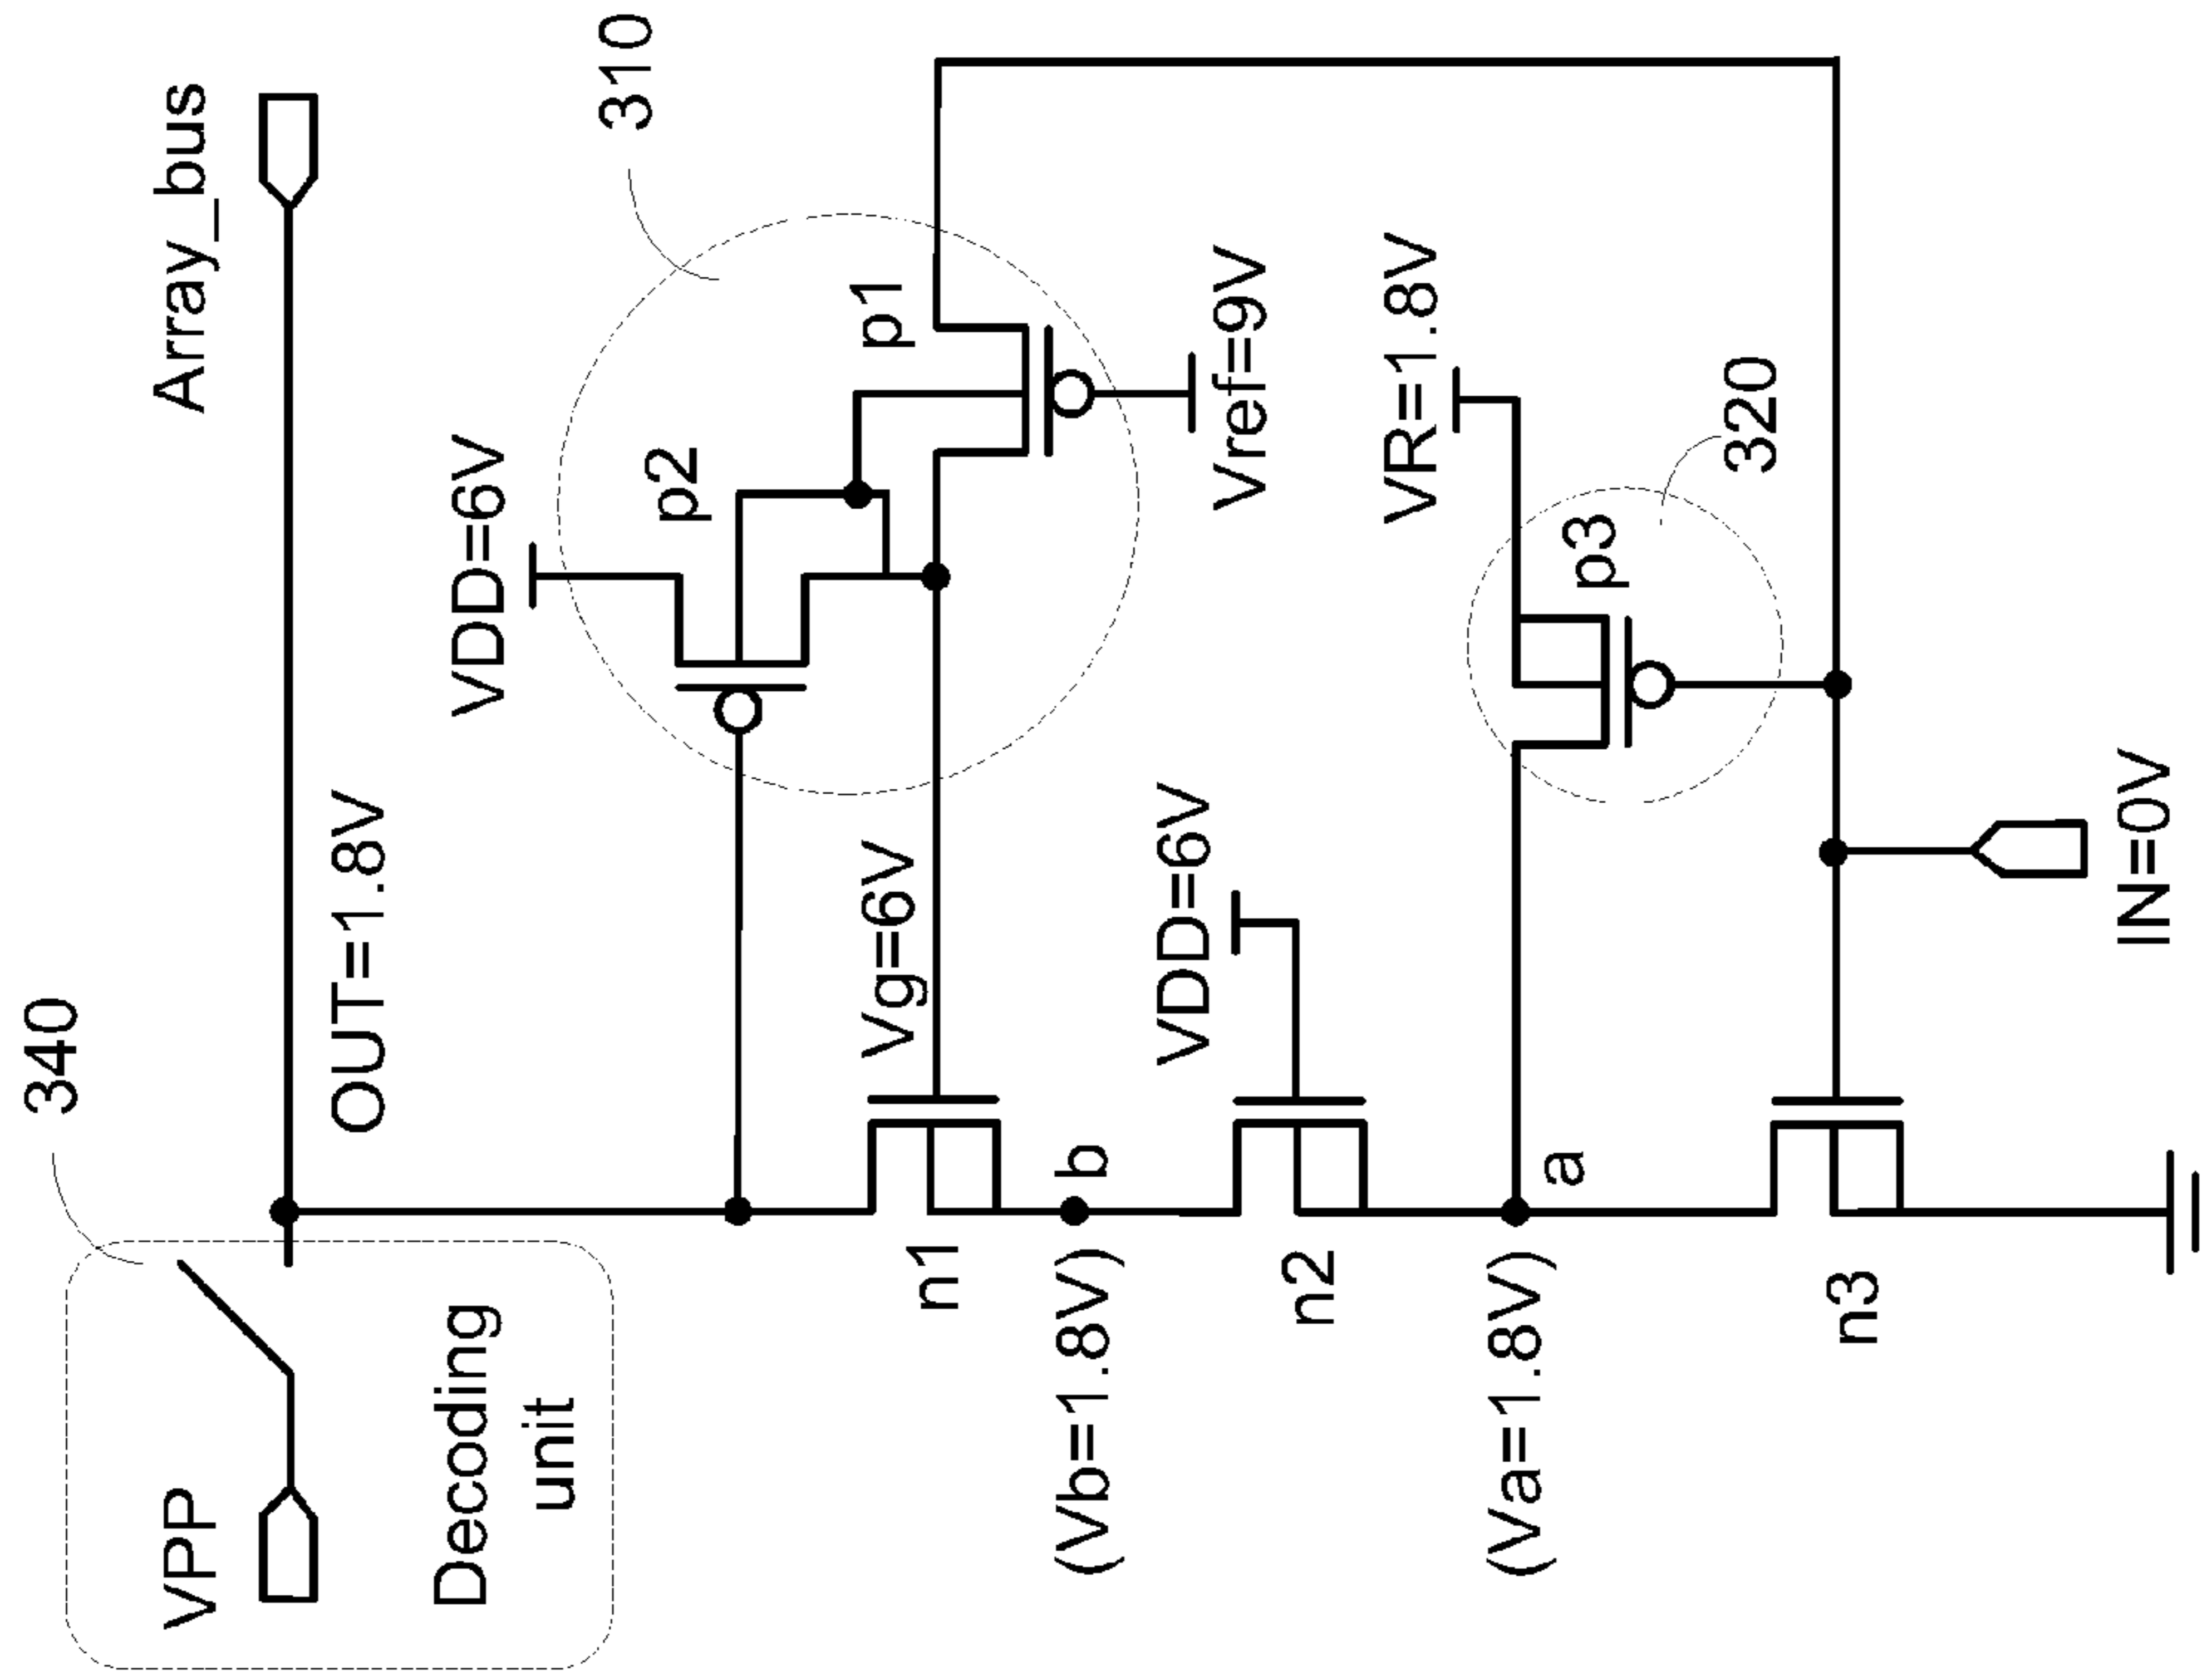 340
VPP
Decoding
unit
Array_bus
OUT=1.8V
VDD=6V
310
p2
p1
Vg=6V
n1
Vref=9V
b
(Vb=1.8V)
VDD=6V
n2
VR=1.8V
p3
320
a
(Va=1.8V)
n3
IN=0V